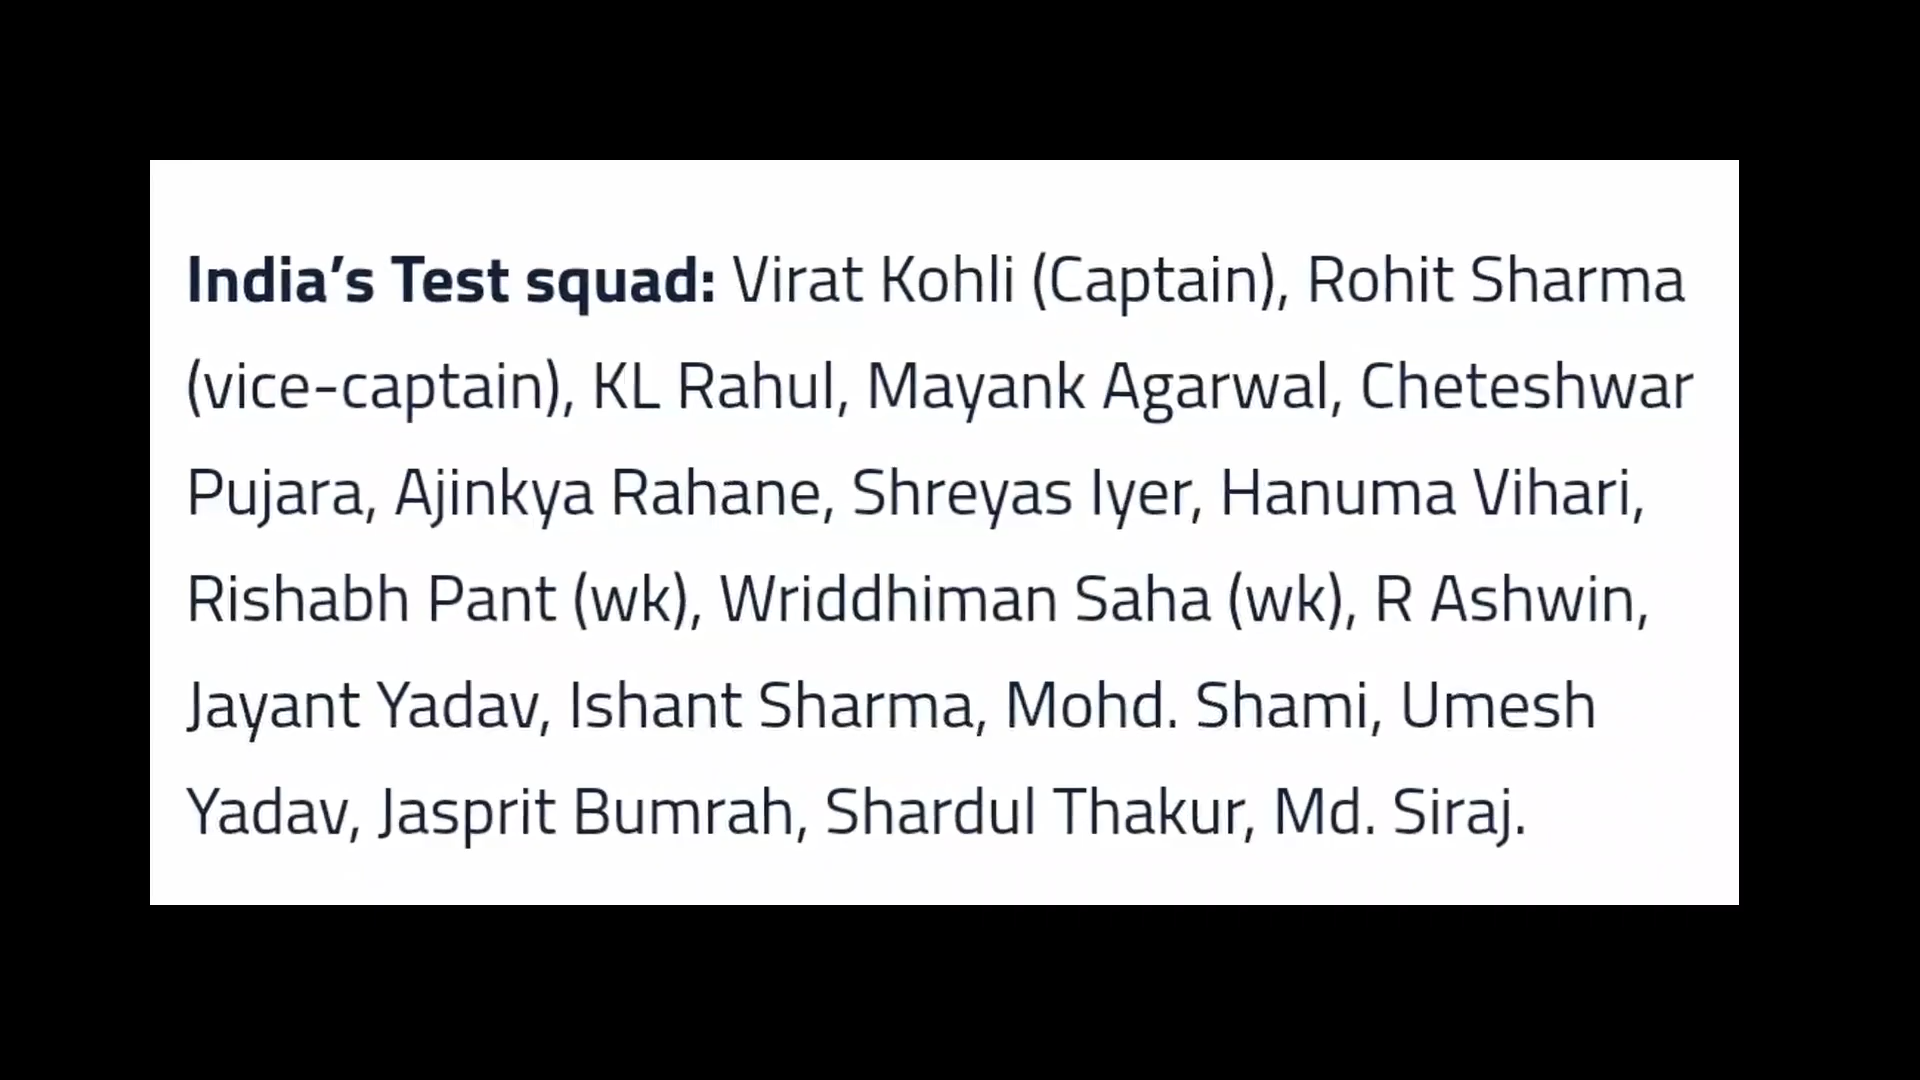 India’s Test squad: Virat Kohli (Captain), Rohit Sharma
(vice-captain), KL Rahul, Mayank Agarwal, Cheteshwar
Pujara, Ajinkya Rahane, Shreyas Iyer, Hanuma Vihari,
Rishabh Pant (wk), Wriddhiman Saha (wk), R Ashwin,
Jayant Yadav, Ishant Sharma, Mohd. Shami, Umesh
Yadav, Jasprit Bumrah, Shardul Thakur, Md. Siraj.